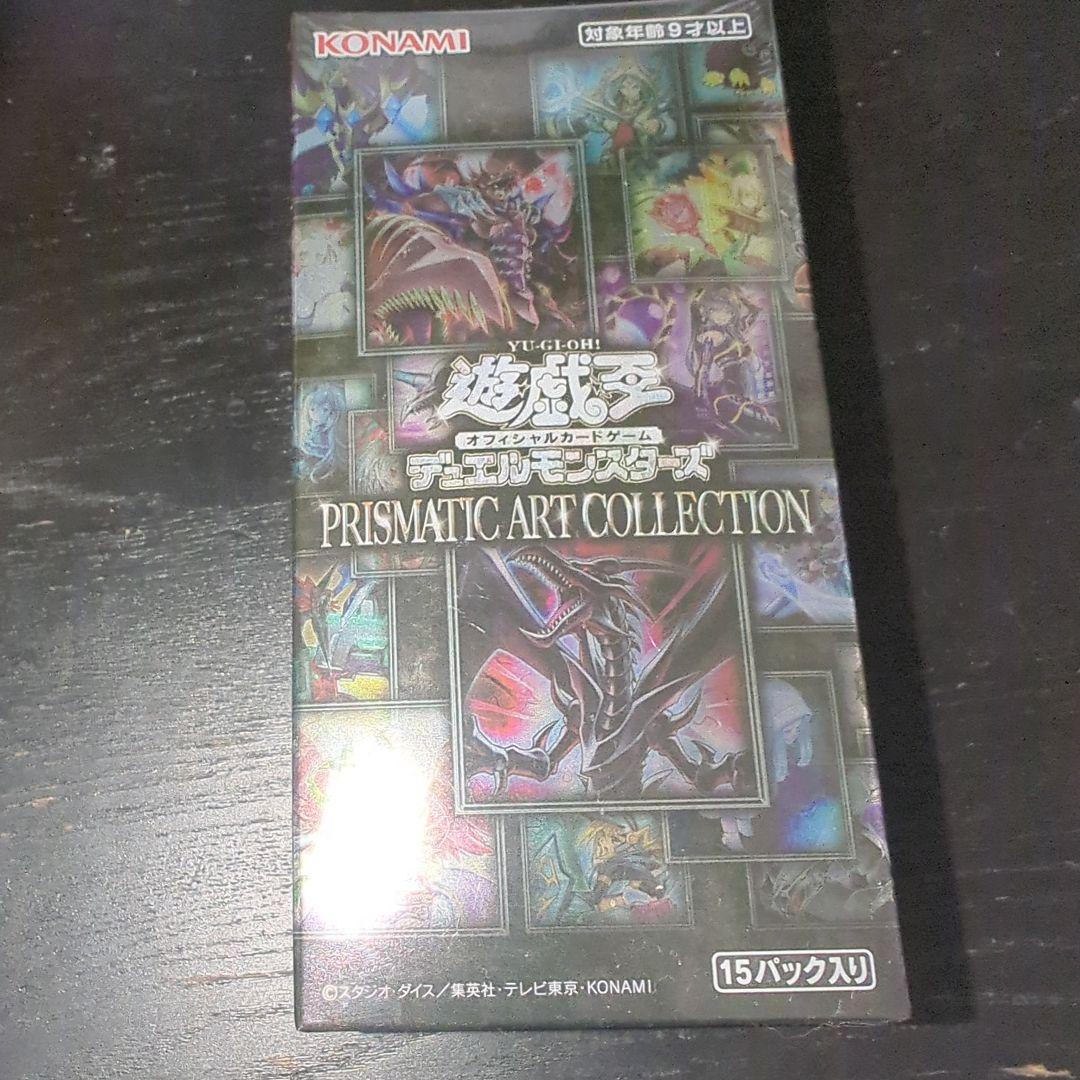 KONAMI
対象年齢9才以上
YU-GI-OH!
遊戯王
オフィシャルカードゲーム
デュエルモンスターズ
PRISMATIC ART COLLECTION
15パック入り
©スタジオ・ダイス/集英社・テレビ東京・KONAMI